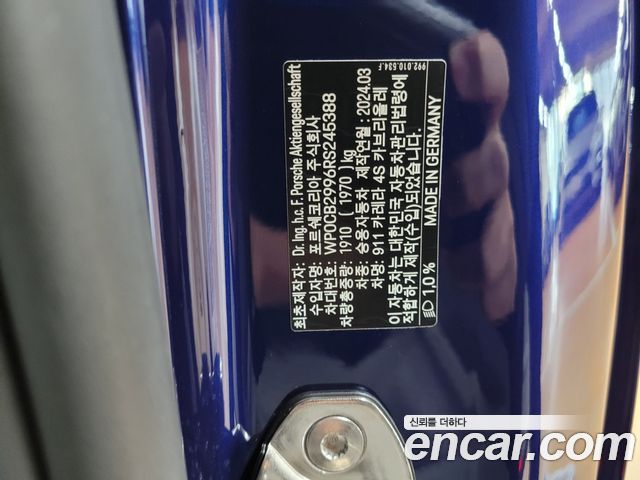 992.010.534.F
최초제작자: Dr. Ing. h.c. F. Porsche Aktiengesellschaft
수입자명: 포르쉐코리아 주식회사
차대번호: WP0CB2996RS245388
차량총중량: 1910 ( 1970 ) kg
차종: 승용자동차 제작연월: 2024.03
차명: 911 카레라 4S 카브리올레
이 자동차는 대한민국 자동차관리법령에
적합하게 제작(수입)되었습니다.
1,0% MADE IN GERMANY
신뢰를 더하다
encar.com